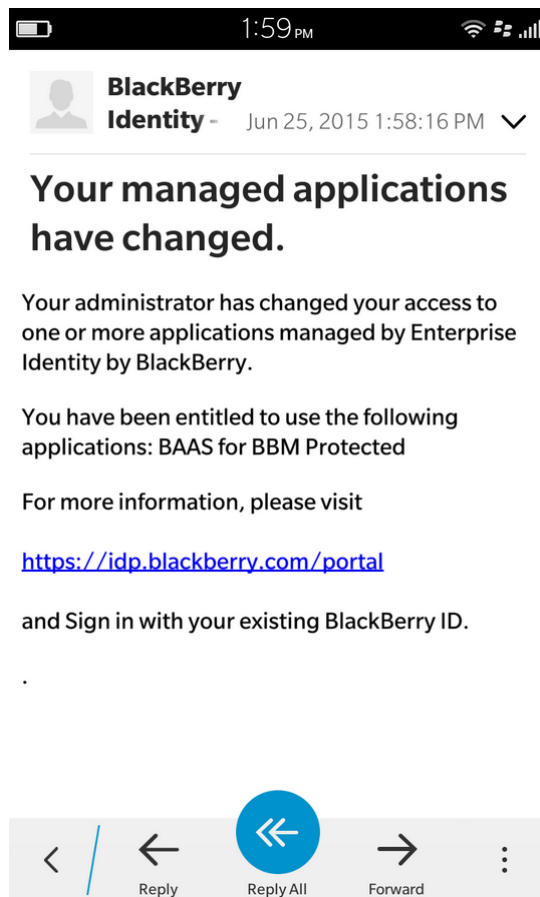 1:59 PM
BlackBerry
Identity - Jun 25, 2015 1:58:16 PM
Your managed applications
have changed.
Your administrator has changed your access to
one or more applications managed by Enterprise
Identity by BlackBerry.
You have been entitled to use the following
applications: BAAS for BBM Protected
For more information, please visit
https://idp.blackberry.com/portal
and Sign in with your existing BlackBerry ID.
.
Reply Reply All Forward